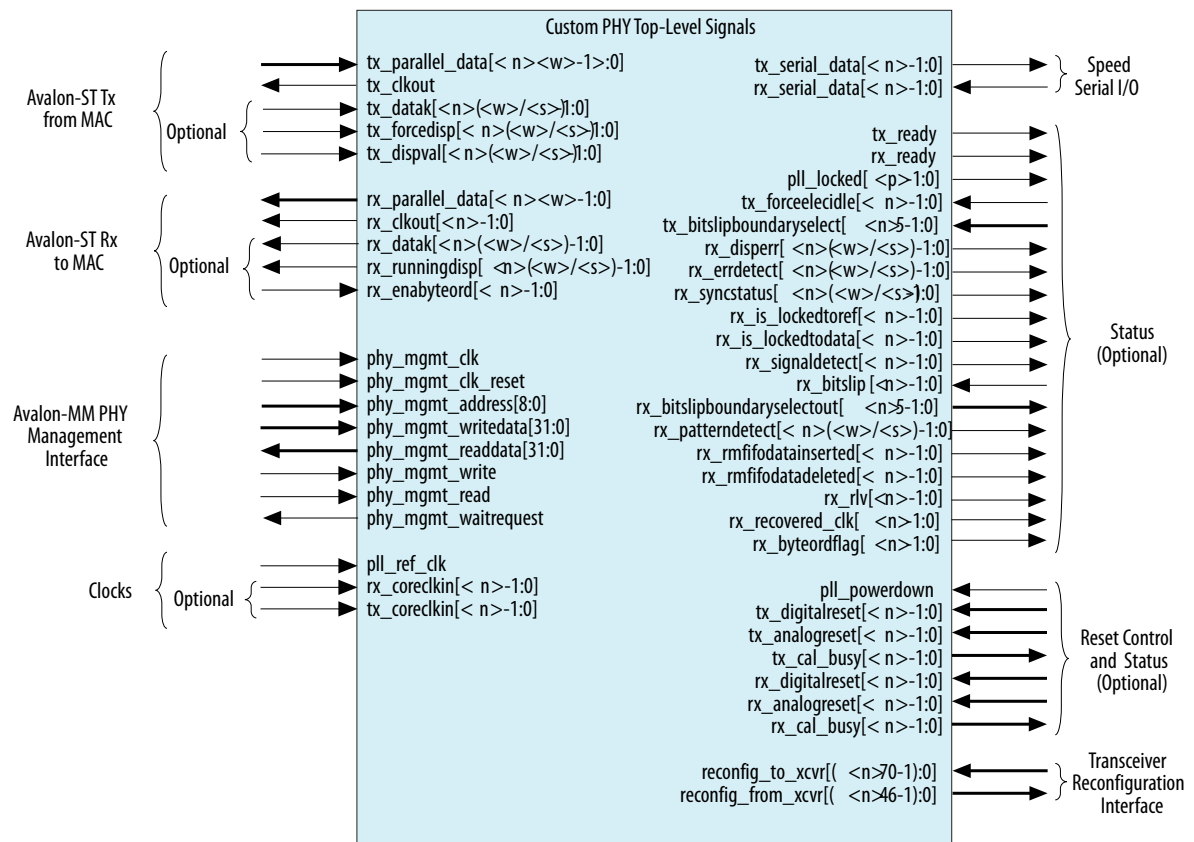 Custom PHY Top-Level Signals
Avalon-ST Tx
from MAC
Optional
tx_parallel_data[< n><w>-1>:0]
tx_clkout
tx_datak[<n>(<w>/<s>)1:0]
tx_forcedisp[< n>(<w>/<s>)1:0]
tx_dispval[< n>(<w>/<s>)1:0]
Avalon-ST Rx
to MAC
Optional
rx_parallel_data[< n><w>-1:0]
rx_clkout[<n>-1:0]
rx_datak[<n>(<w>/<s>)-1:0]
rx_runningdisp[ <n>(<w>/<s>)-1:0]
rx_enabyteord[< n>-1:0]
Avalon-MM PHY
Management
Interface
phy_mgmt_clk
phy_mgmt_clk_reset
phy_mgmt_address[8:0]
phy_mgmt_writedata[31:0]
phy_mgmt_readdata[31:0]
phy_mgmt_write
phy_mgmt_read
phy_mgmt_waitrequest
Clocks
Optional
pll_ref_clk
rx_coreclkin[< n>-1:0]
tx_coreclkin[< n>-1:0]
tx_serial_data[< n>-1:0]
rx_serial_data[< n>-1:0]
Speed
Serial I/O
tx_ready
rx_ready
pll_locked[ <p>1:0]
tx_forceelecidle[< n>-1:0]
tx_bitslipboundaryselect[ <n>5-1:0]
rx_disperr[ <n>(<w>/<s>)-1:0]
rx_errdetect[ <n>(<w>/<s>)-1:0]
rx_syncstatus[ <n>(<w>/<s>)1:0]
rx_is_lockedtoref[< n>-1:0]
rx_is_lockedtodata[< n>-1:0]
rx_signaldetect[< n>-1:0]
rx_bitslip [<n>-1:0]
rx_bitslipboundaryselectout[ <n>5-1:0]
rx_patterndetect[< n>(<w>/<s>)-1:0]
rx_rmfifodatainserted[< n>-1:0]
rx_rmfifodatadeleted[< n>-1:0]
rx_rlv[<n>-1:0]
rx_recovered_clk[ <n>1:0]
rx_byteordflag[ <n>1:0]
Status
(Optional)
pll_powerdown
tx_digitalreset[< n>-1:0]
tx_analogreset[< n>-1:0]
tx_cal_busy[< n>-1:0]
rx_digitalreset[< n>-1:0]
rx_analogreset[< n>-1:0]
rx_cal_busy[< n>-1:0]
Reset Control
and Status
(Optional)
reconfig_to_xcvr[( <n>70-1):0]
reconfig_from_xcvr[( <n>46-1):0]
Transceiver
Reconfiguration
Interface